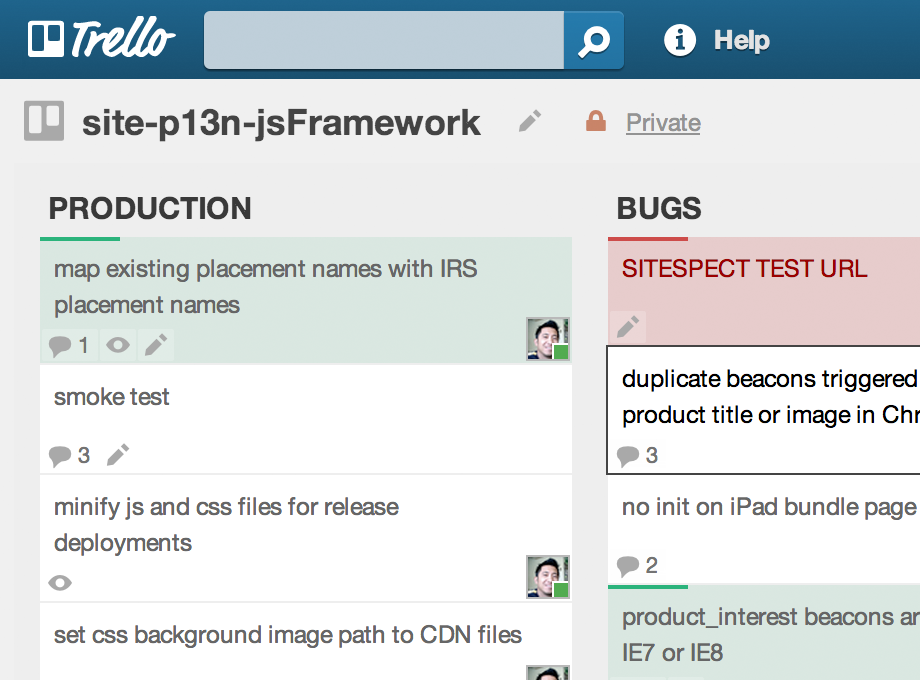 Trello
Help
site-p13n-jsFramework
Private
PRODUCTION
map existing placement names with IRS
placement names
1
smoke test
3
minify js and css files for release
deployments
set css background image path to CDN files
BUGS
SITESPECT TEST URL
duplicate beacons triggered
product title or image in Chr
3
no init on iPad bundle page
2
product_interest beacons ar
IE7 or IE8